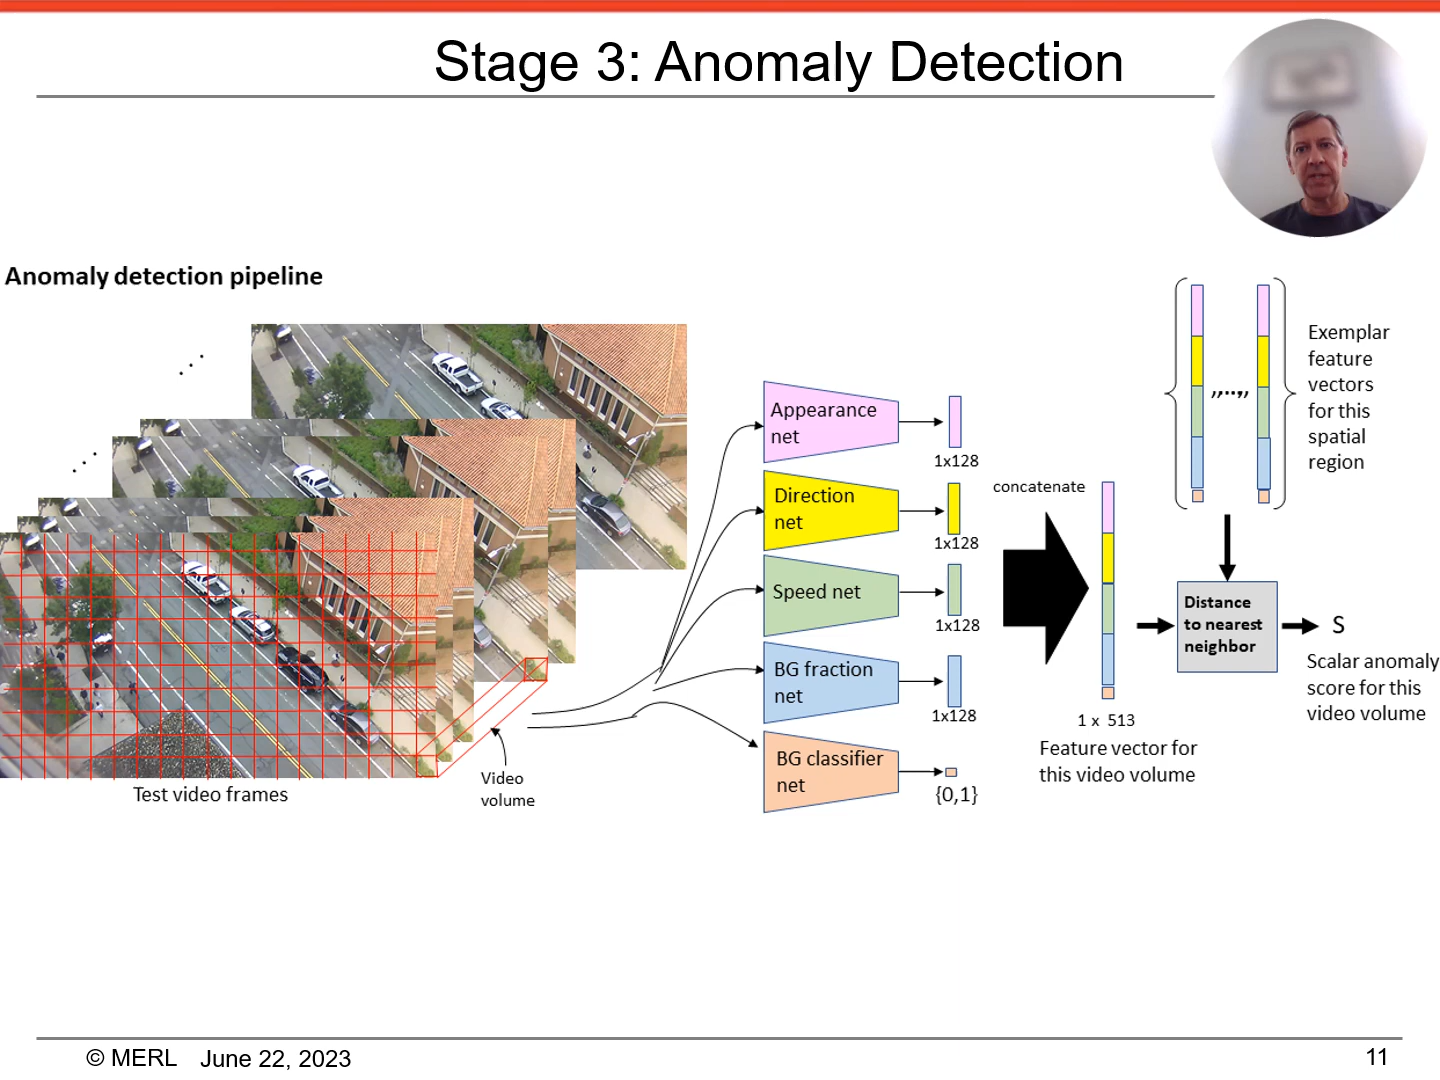 Stage 3: Anomaly Detection
Anomaly detection pipeline
Test video frames
Video
volume
Appearance
net
1x128
Direction
net
1x128
Speed net
1x128
BG fraction
net
1x128
BG classifier
net
{0,1}
concatenate
1 x 513
Feature vector for
this video volume
,,...,,
Exemplar
feature
vectors
for this
spatial
region
Distance
to nearest
neighbor
S
Scalar anomaly
score for this
video volume
© MERL June 22, 2023
11